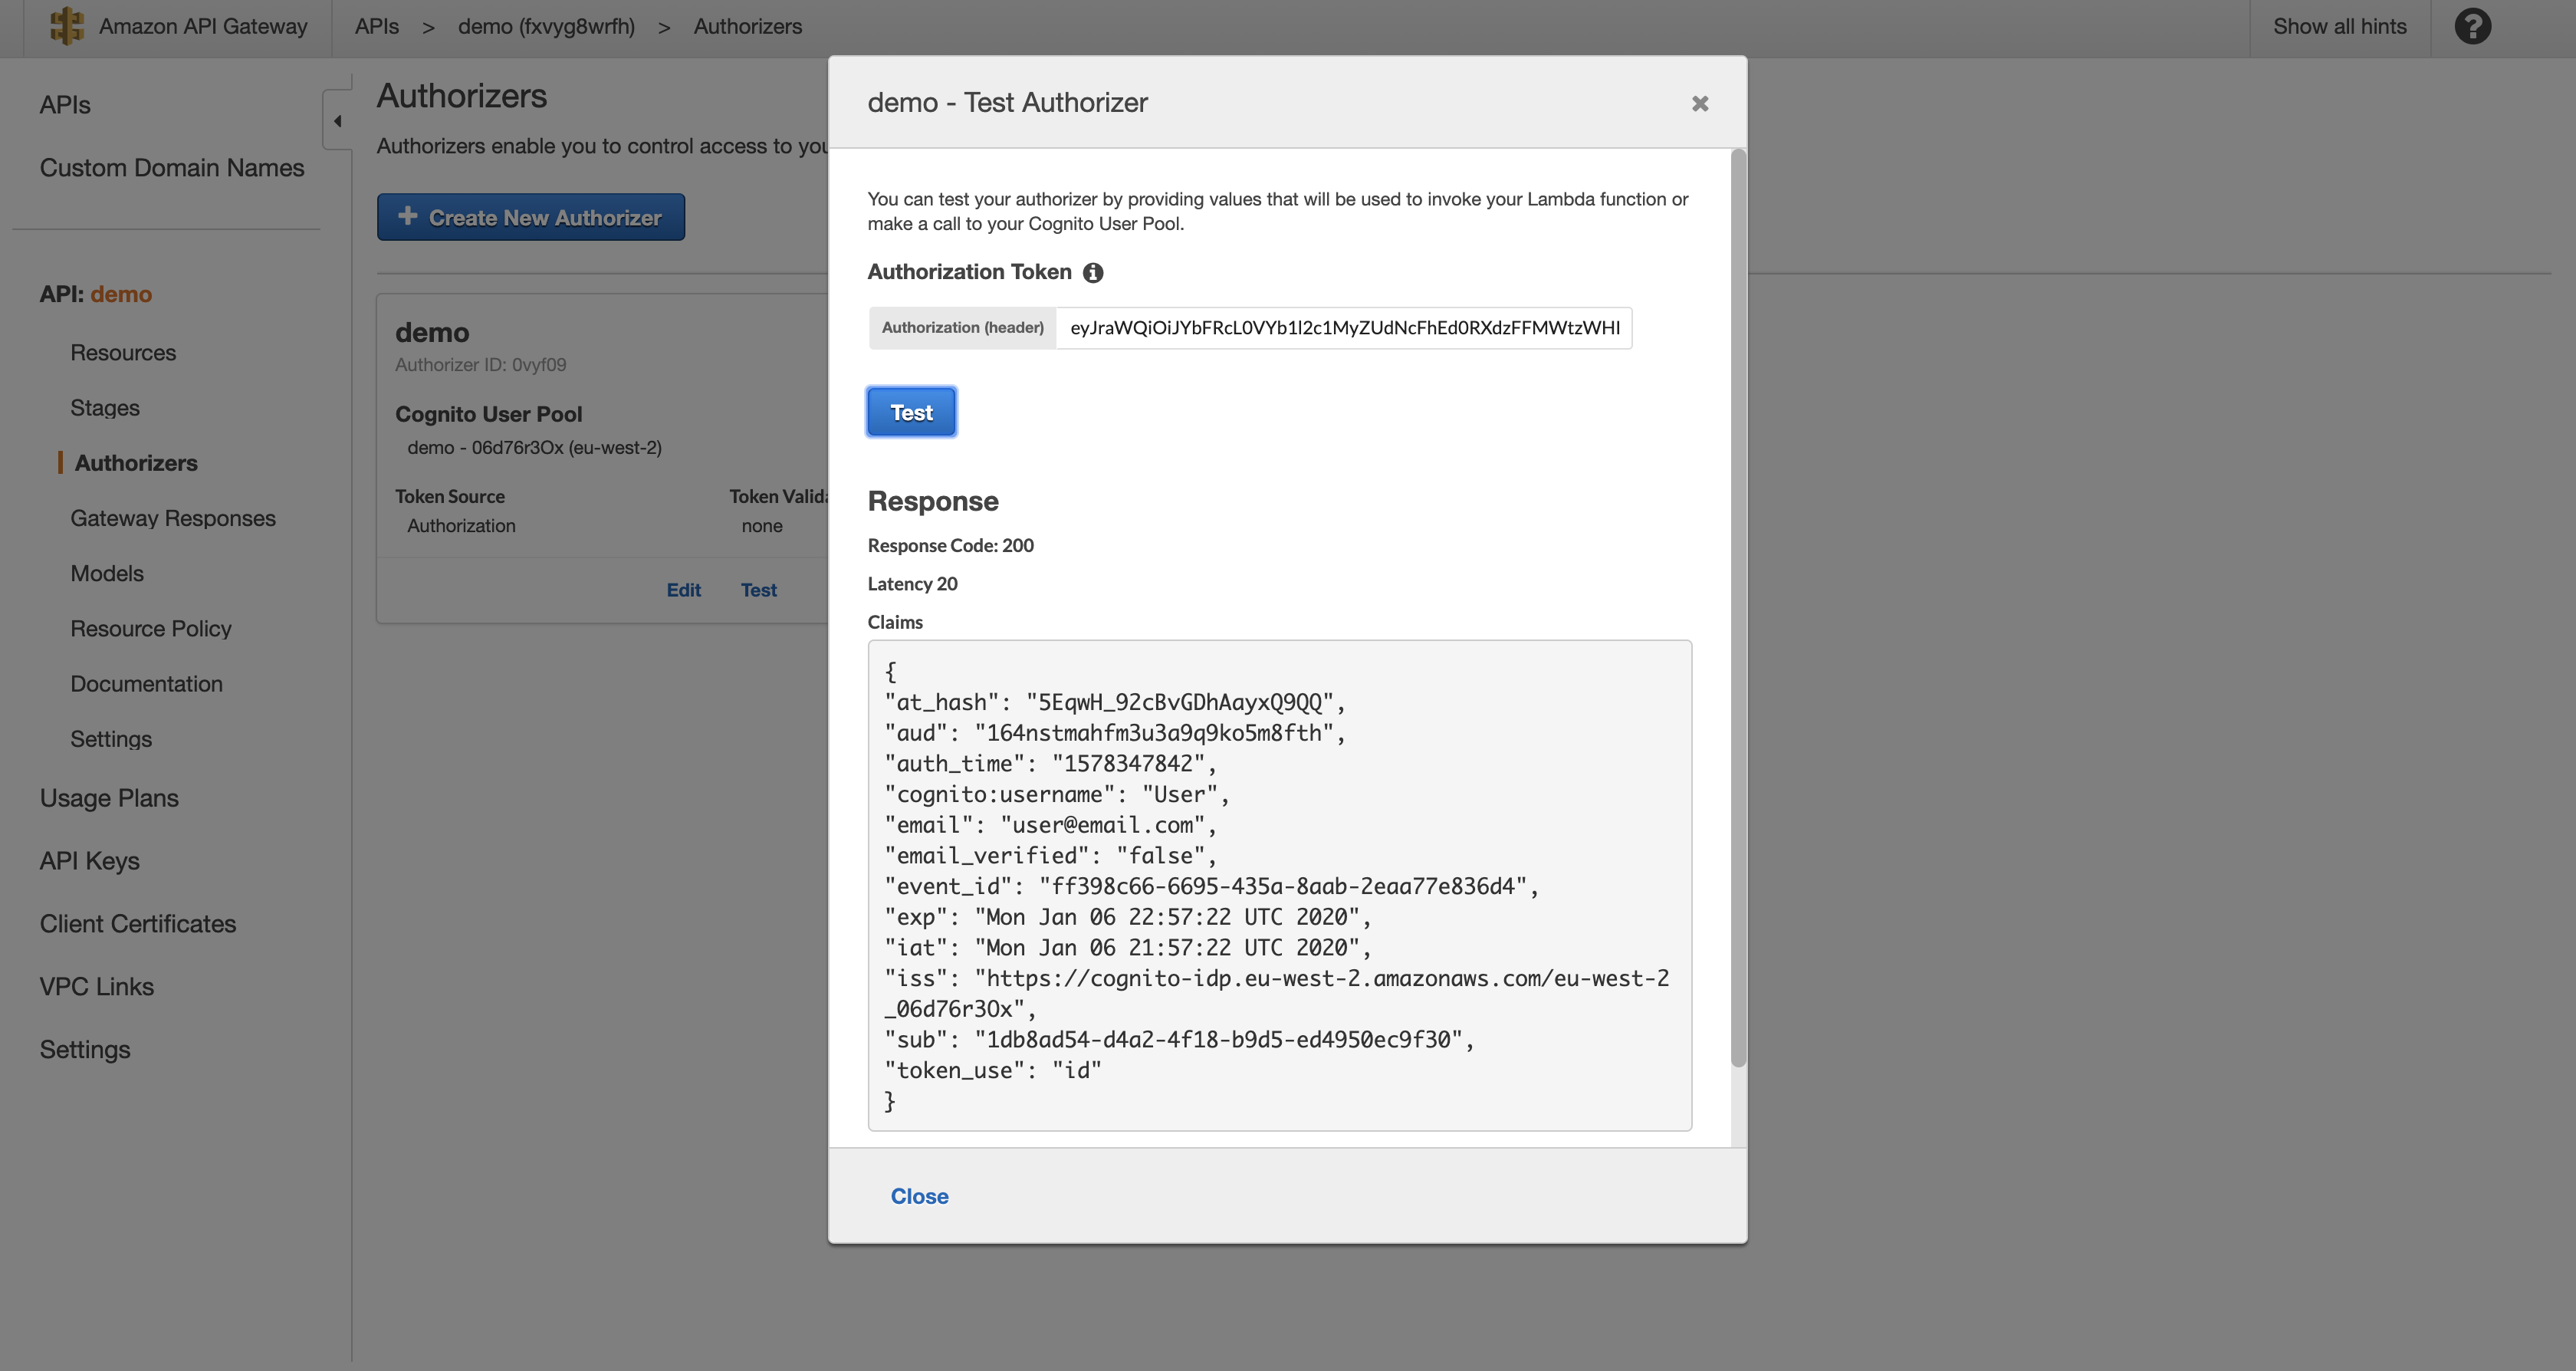 Amazon API Gateway
APIs > demo (fxvyg8wrfh) > Authorizers
Show all hints
?
APIs
Custom Domain Names
API: demo
Resources
Stages
Authorizers
Gateway Responses
Models
Resource Policy
Documentation
Settings
Usage Plans
API Keys
Client Certificates
VPC Links
Settings
Authorizers
Authorizers enable you to control access to you
+ Create New Authorizer
demo
Authorizer ID: 0vyf09
Cognito User Pool
demo - 06d76r3Ox (eu-west-2)
Token Source
Authorization
Token Valida
none
Edit Test
demo - Test Authorizer
You can test your authorizer by providing values that will be used to invoke your Lambda function or
make a call to your Cognito User Pool.
Authorization Token
Authorization (header) eyJraWQiOiJYbFRcL0VYb1l2c1MyZUdNcFhEd0RXdzFFMWtzWHI
Test
Response
Response Code: 200
Latency 20
Claims
{
"at_hash": "5EqwH_92cBvGDhAayxQ9QQ",
"aud": "164nstmahfm3u3a9q9ko5m8fth",
"auth_time": "1578347842",
"cognito:username": "User",
"email": "user@email.com",
"email_verified": "false",
"event_id": "ff398c66-6695-435a-8aab-2eaa77e836d4",
"exp": "Mon Jan 06 22:57:22 UTC 2020",
"iat": "Mon Jan 06 21:57:22 UTC 2020",
"iss": "https://cognito-idp.eu-west-2.amazonaws.com/eu-west-2
_06d76r3Ox",
"sub": "1db8ad54-d4a2-4f18-b9d5-ed4950ec9f30",
"token_use": "id"
}
Close